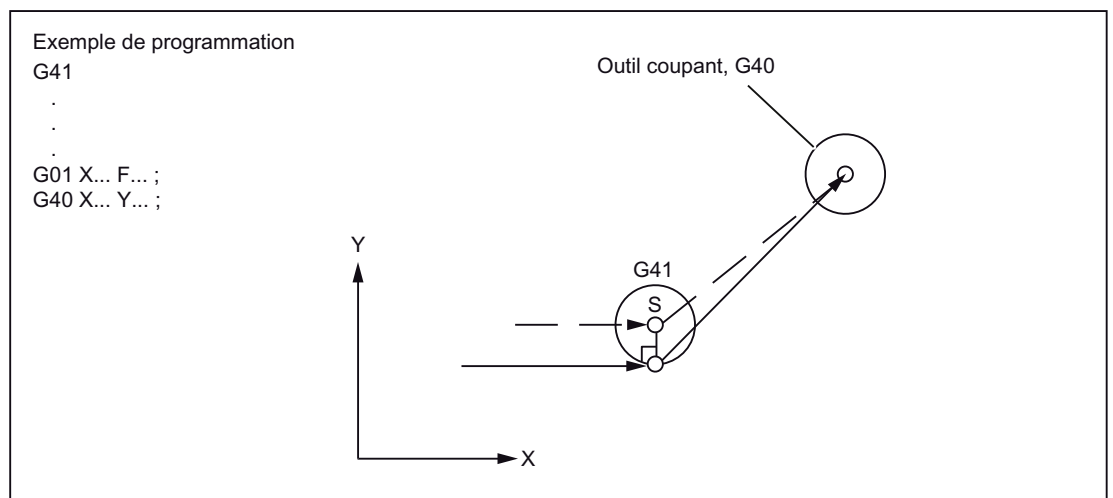 Exemple de programmation
G41
.
.
.
G01 X... F... ;
G40 X... Y... ;
Outil coupant, G40
Y
G41
S
X